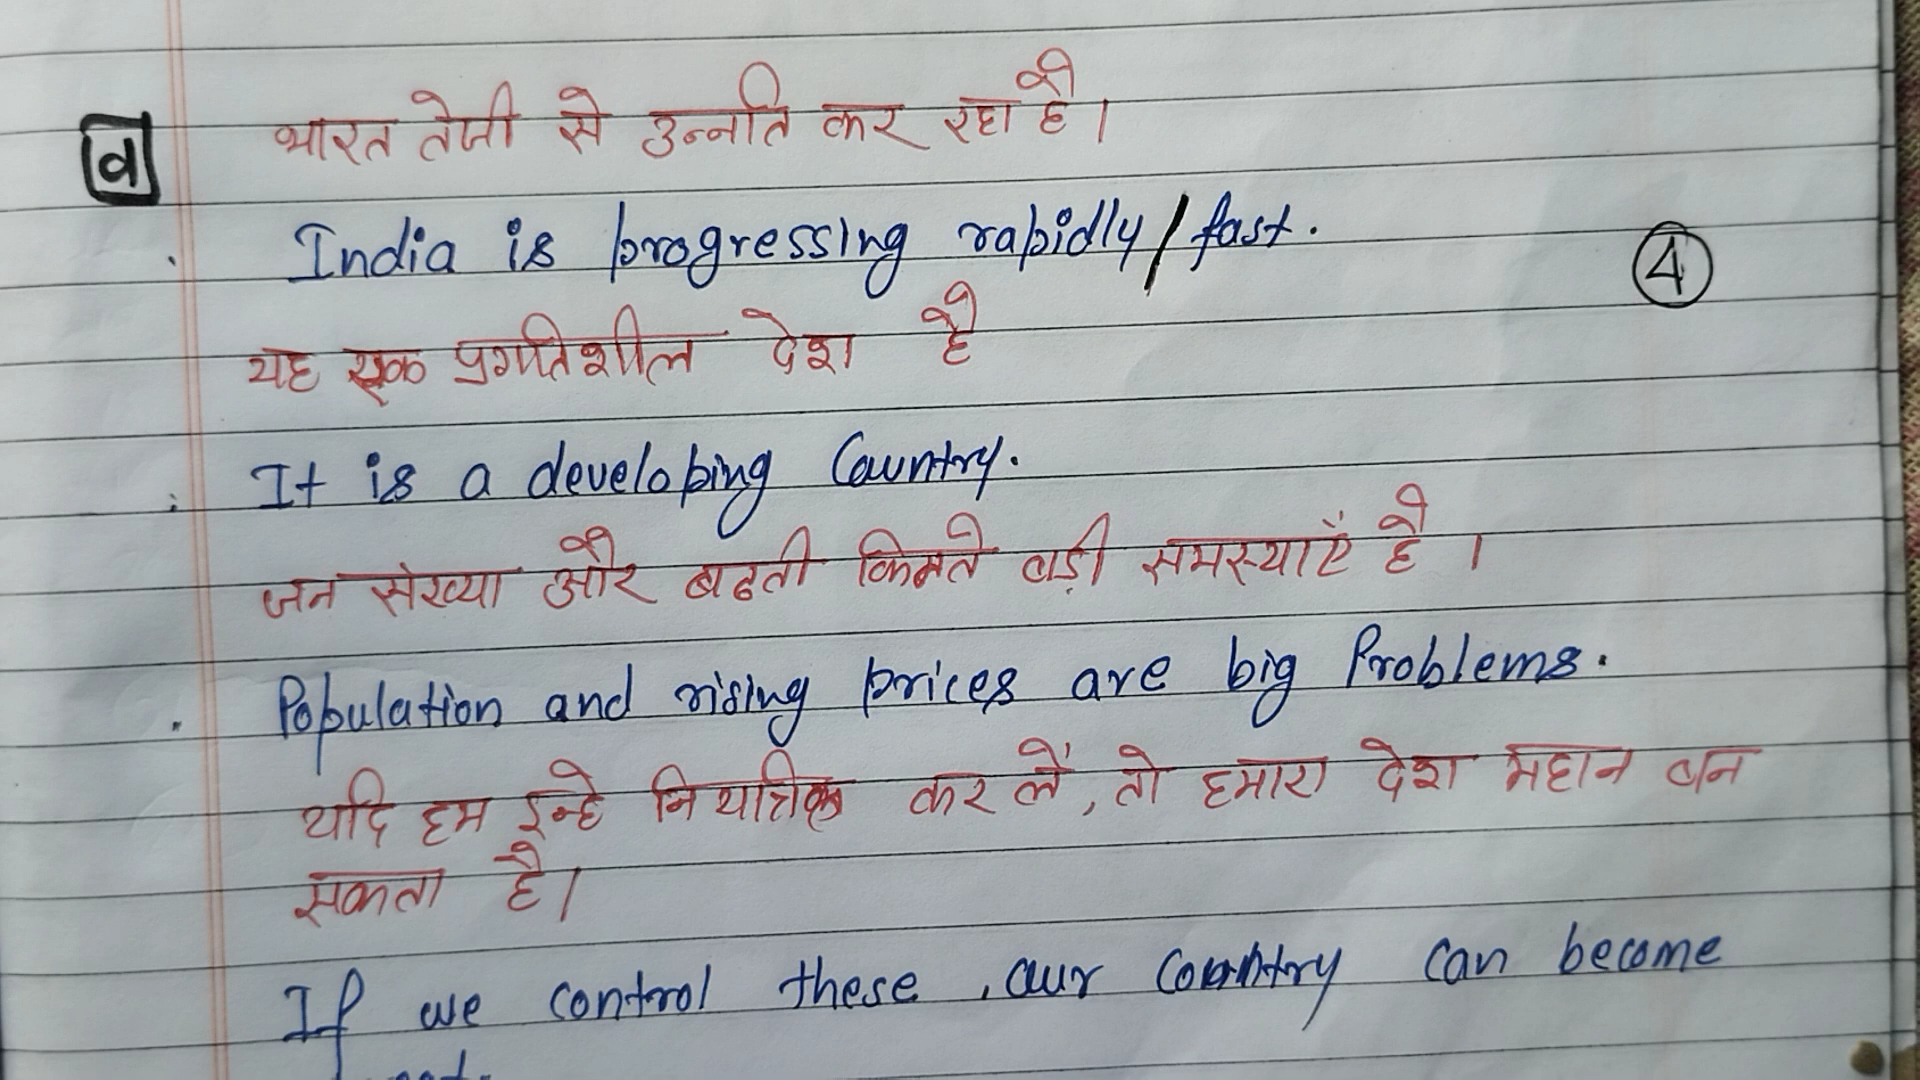 व भारत तेजी से उन्नति कर रहा है।
India is progressing rapidly/fast.
4
यह एक प्रगतिशील देश है
It is a developing Country.
जन संख्या और बढती किमते बड़ी समस्याएँ है ।
Population and rising prices are big Problems.
यदि हम इन्हे कर लें, तो हमारा देश महान बन
सकता है।
If we control these, our Country Can become